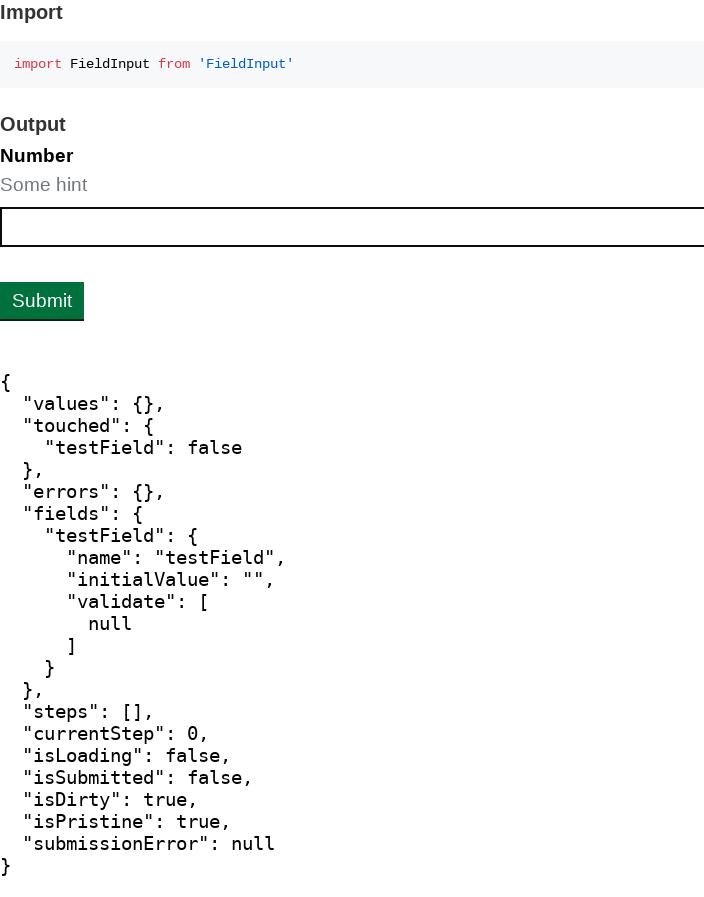 Import
import FieldInput from 'FieldInput'
Output
Number
Some hint
Submit
{
  "values": {},
  "touched": {
    "testField": false
  },
  "errors": {},
  "fields": {
    "testField": {
      "name": "testField",
      "initialValue": "",
      "validate": [
        null
      ]
    }
  },
  "steps": [],
  "currentStep": 0,
  "isLoading": false,
  "isSubmitted": false,
  "isDirty": true,
  "isPristine": true,
  "submissionError": null
}